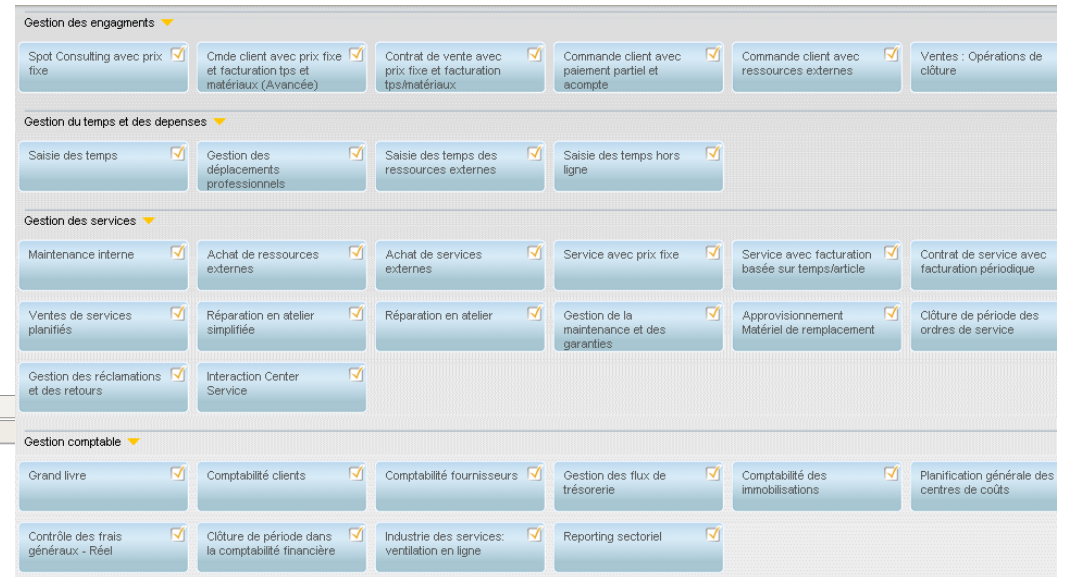 Gestion des engagments
Spot Consulting avec prix
fixe
Cmde client avec prix fixe
et facturation tps et
matériaux (Avancée)
Contrat de vente avec
prix fixe et facturation
tps/matériaux
Commande client avec
paiement partiel et
acompte
Commande client avec
ressources externes
Ventes : Opérations de
clôture
Gestion du temps et des depenses
Saisie des temps
Gestion des
déplacements
professionnels
Saisie des temps des
ressources externes
Saisie des temps hors
ligne
Gestion des services
Maintenance interne
Achat de ressources
externes
Achat de services
externes
Service avec prix fixe
Service avec facturation
basée sur temps/article
Contrat de service avec
facturation périodique
Ventes de services
planifiés
Réparation en atelier
simplifiée
Réparation en atelier
Gestion de la
maintenance et des
garanties
Approvisionnement
Matériel de remplacement
Clôture de période des
ordres de service
Gestion des réclamations
et des retours
Interaction Center
Service
Gestion comptable
Grand livre
Comptabilité clients
Comptabilité fournisseurs
Gestion des flux de
trésorerie
Comptabilité des
immobilisations
Planification générale des
centres de coûts
Contrôle des frais
généraux - Réel
Clôture de période dans
la comptabilité financière
Industrie des services:
ventilation en ligne
Reporting sectoriel